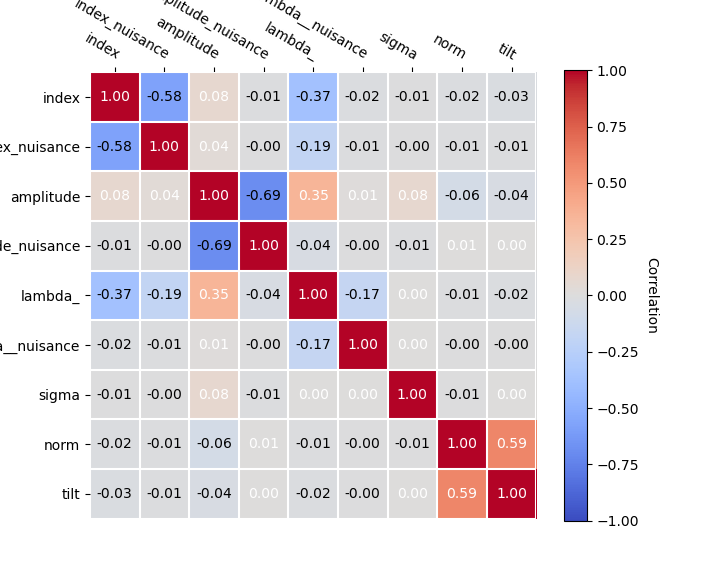 index
index_nuisance
amplitude
plitude_nuisance
lambda_
mbda__nuisance
sigma
norm
tilt
index 1.00 -0.58 0.08 -0.01 -0.37 -0.02 -0.01 -0.02 -0.03
ex_nuisance -0.58 1.00 0.04 -0.00 -0.19 -0.01 -0.00 -0.01 -0.01
amplitude 0.08 0.04 1.00 -0.69 0.35 0.01 0.08 -0.06 -0.04
de_nuisance -0.01 -0.00 -0.69 1.00 -0.04 -0.00 -0.01 0.01 0.00
lambda_ -0.37 -0.19 0.35 -0.04 1.00 -0.17 0.00 -0.01 -0.02
a__nuisance -0.02 -0.01 0.01 -0.00 -0.17 1.00 0.00 -0.00 -0.00
sigma -0.01 -0.00 0.08 -0.01 0.00 0.00 1.00 -0.01 0.00
norm -0.02 -0.01 -0.06 0.01 -0.01 -0.00 -0.01 1.00 0.59
tilt -0.03 -0.01 -0.04 0.00 -0.02 -0.00 0.00 0.59 1.00
1.00
0.75
0.50
0.25
0.00
−0.25
−0.50
−0.75
−1.00
Correlation